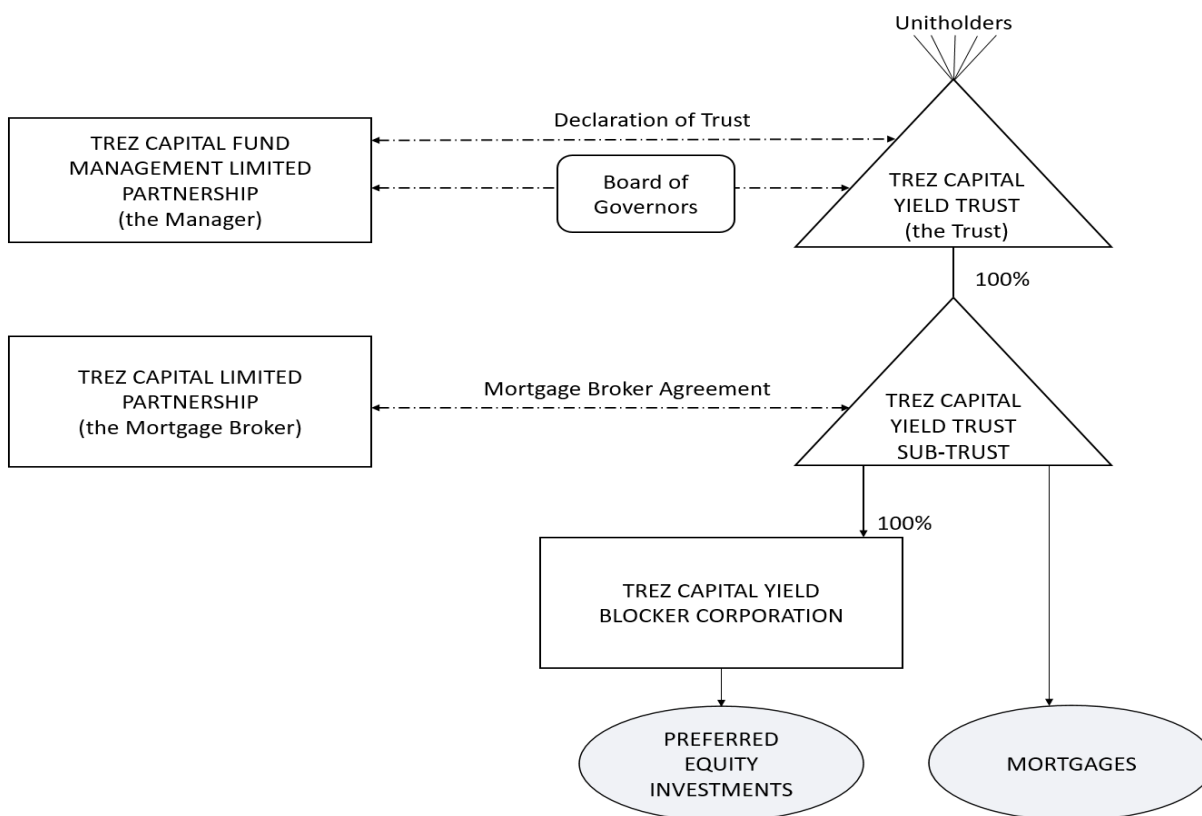 Unitholders
Declaration of Trust
TREZ CAPITAL FUND
MANAGEMENT LIMITED
PARTNERSHIP
(the Manager)
Board of
Governors
TREZ CAPITAL
YIELD TRUST
(the Trust)
100%
TREZ CAPITAL LIMITED
PARTNERSHIP
(the Mortgage Broker)
Mortgage Broker Agreement
TREZ CAPITAL
YIELD TRUST
SUB-TRUST
100%
TREZ CAPITAL YIELD
BLOCKER CORPORATION
PREFERRED
EQUITY
INVESTMENTS
MORTGAGES